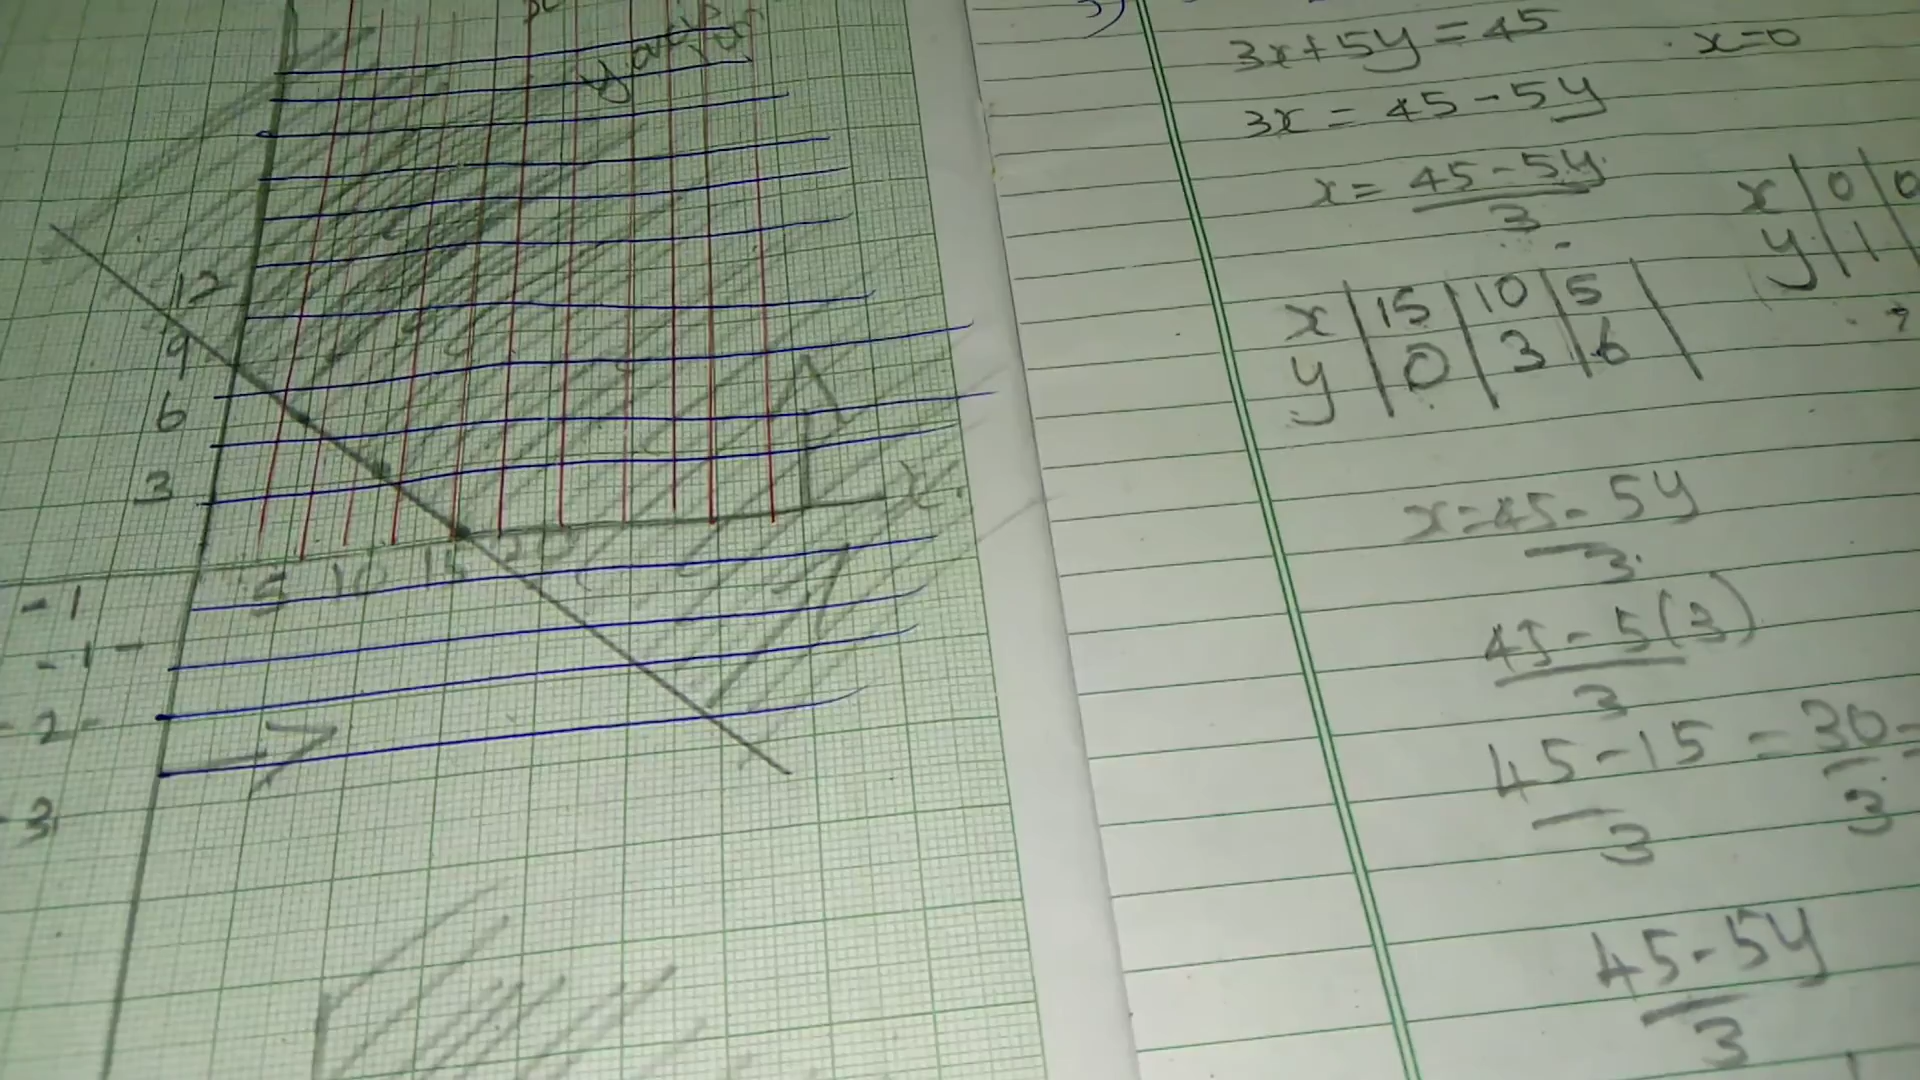 12
9
6
3
5 10 15 20
x
-1
-1
-2
-3
3x+5y=45
x=0
3x = 45-5y
x= 45-5y
3
x | 15 | 10 | 5
y | 0 | 3 | 6
x | 0 | 0
y | 1
x=45-5y
3
45-5(3)
3
45-15 = 30 =
3 3
45-5y
3